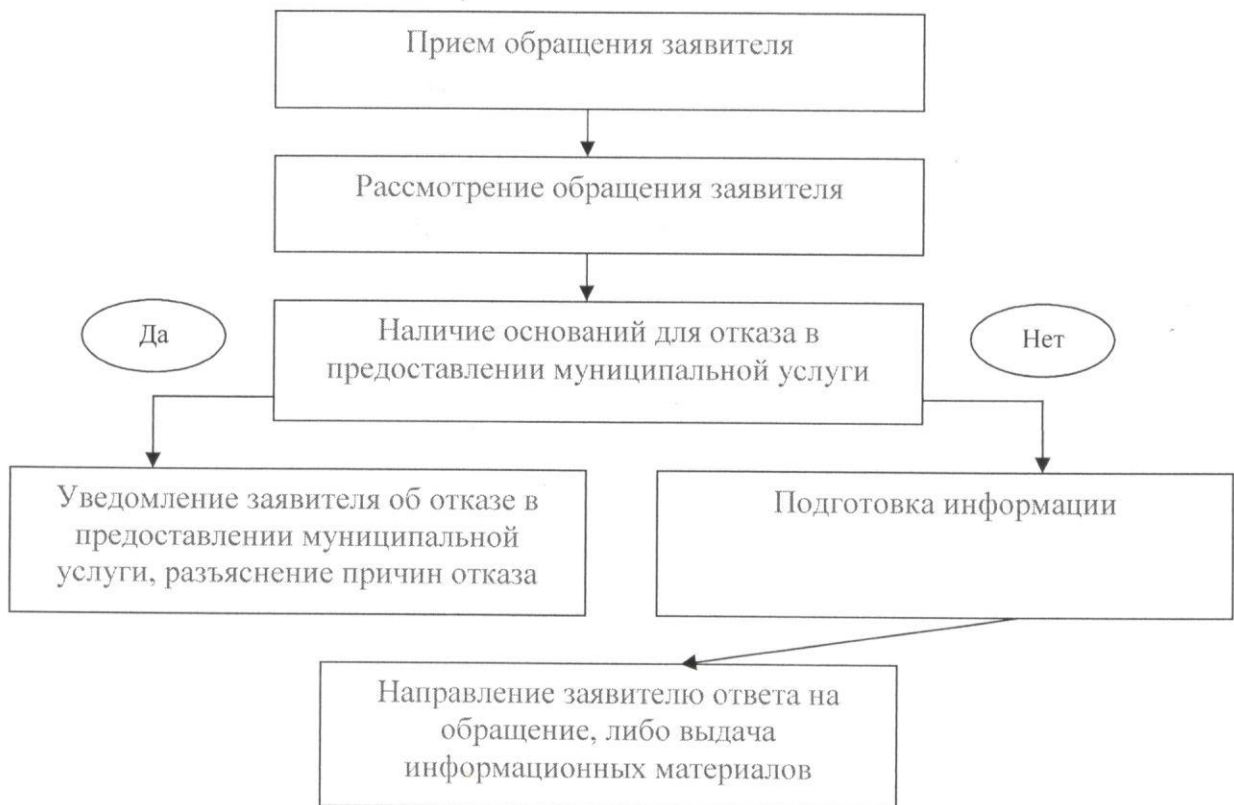 Прием обращения заявителя
Рассмотрение обращения заявителя
Да
Наличие оснований для отказа в
предоставлении муниципальной услуги
Нет
Уведомление заявителя об отказе в
предоставлении муниципальной
услуги, разъяснение причин отказа
Подготовка информации
Направление заявителю ответа на
обращение, либо выдача
информационных материалов